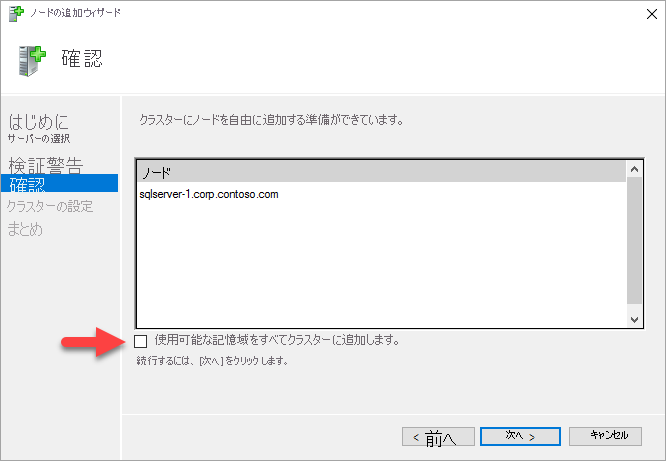 ノードの追加ウィザード
確認
はじめに
サーバーの選択
検証警告
確認
クラスターの設定
まとめ
クラスターにノードを自由に追加する準備ができています。
ノード
sqlserver-1.corp.contoso.com
使用可能な記憶域をすべてクラスターに追加します。
続行するには、[次へ] をクリックします。
< 前へ
次へ >
キャンセル